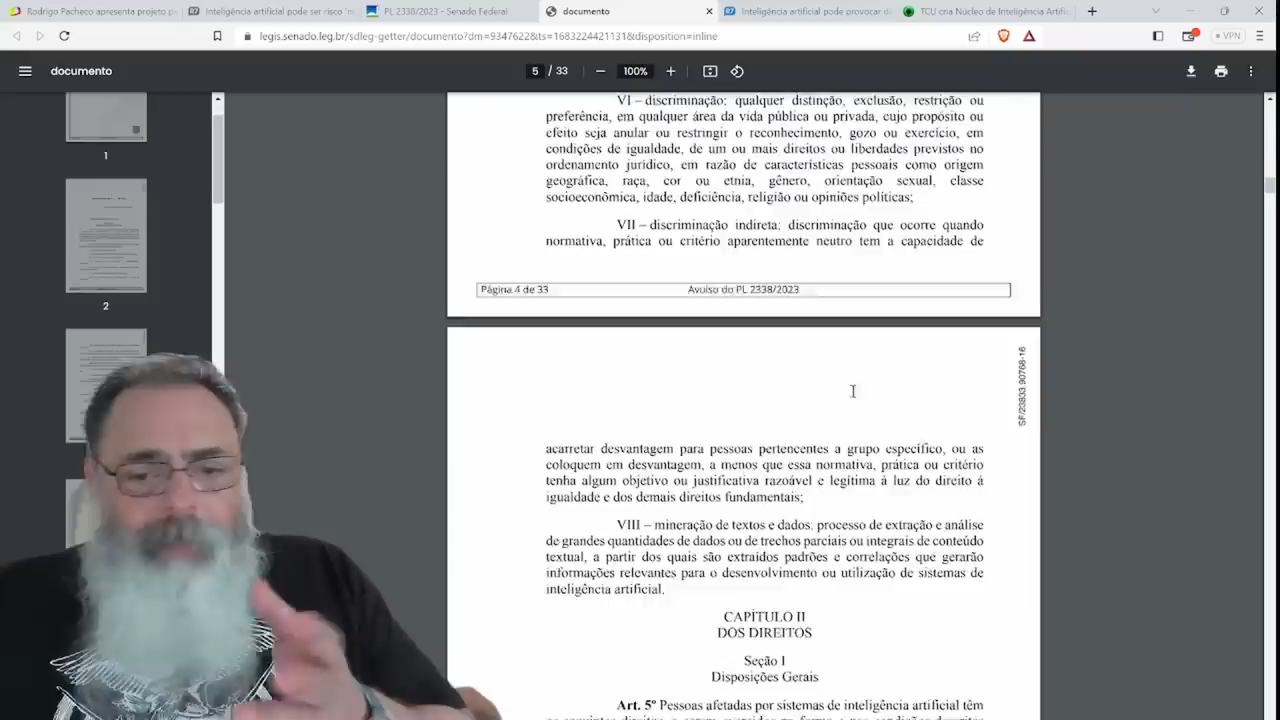 Rodrigo Pacheco apresenta projeto pa
Inteligência artificial pode ser risco 'm
PL 2338/2023 - Senado Federal
documento
Inteligência artificial pode provocar de
TCU cria Núcleo de Inteligência Artific
legis.senado.leg.br/sdleg-getter/documento?dm=9347622&ts=1683224421131&disposition=inline
VPN
documento
5 / 33
100%
VI – discriminação: qualquer distinção, exclusão, restrição ou
preferência, em qualquer área da vida pública ou privada, cujo propósito ou
efeito seja anular ou restringir o reconhecimento, gozo ou exercício, em
condições de igualdade, de um ou mais direitos ou liberdades previstos no
ordenamento jurídico, em razão de características pessoais como origem
geográfica, raça, cor ou etnia, gênero, orientação sexual, classe
socioeconômica, idade, deficiência, religião ou opiniões políticas;
VII – discriminação indireta: discriminação que ocorre quando
normativa, prática ou critério aparentemente neutro tem a capacidade de
Página 4 de 33
Avulso do PL 2338/2023
1
2
SF/23833.90768-16
acarretar desvantagem para pessoas pertencentes a grupo específico, ou as
coloquem em desvantagem, a menos que essa normativa, prática ou critério
tenha algum objetivo ou justificativa razoável e legítima à luz do direito à
igualdade e dos demais direitos fundamentais;
VIII – mineração de textos e dados: processo de extração e análise
de grandes quantidades de dados ou de trechos parciais ou integrais de conteúdo
textual, a partir dos quais são extraídos padrões e correlações que gerarão
informações relevantes para o desenvolvimento ou utilização de sistemas de
inteligência artificial.
CAPÍTULO II
DOS DIREITOS
Seção I
Disposições Gerais
Art. 5º Pessoas afetadas por sistemas de inteligência artificial têm